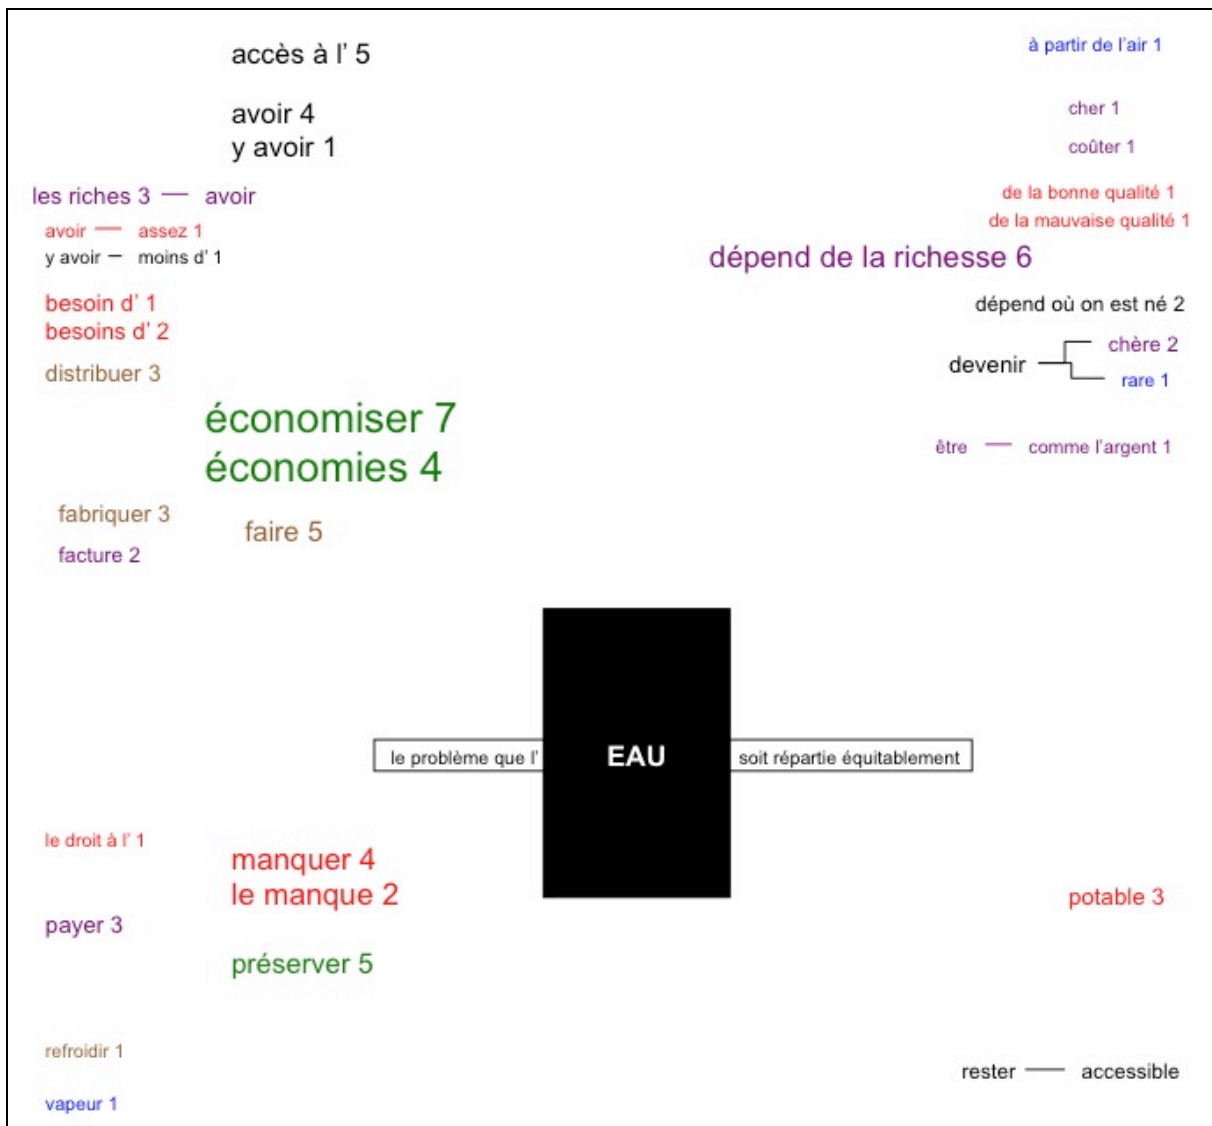 accès à l’ 5
à partir de l’air 1
avoir 4
cher 1
y avoir 1
coûter 1
les riches 3 — avoir
de la bonne qualité 1
avoir — assez 1
de la mauvaise qualité 1
y avoir – moins d’ 1
dépend de la richesse 6
besoin d’ 1
dépend où on est né 2
besoins d’ 2
chère 2
devenir
distribuer 3
rare 1
économiser 7
être — comme l’argent 1
économies 4
fabriquer 3
faire 5
facture 2
le problème que l’ EAU soit répartie équitablement
le droit à l’ 1
manquer 4
le manque 2
potable 3
payer 3
préserver 5
refroidir 1
rester — accessible
vapeur 1